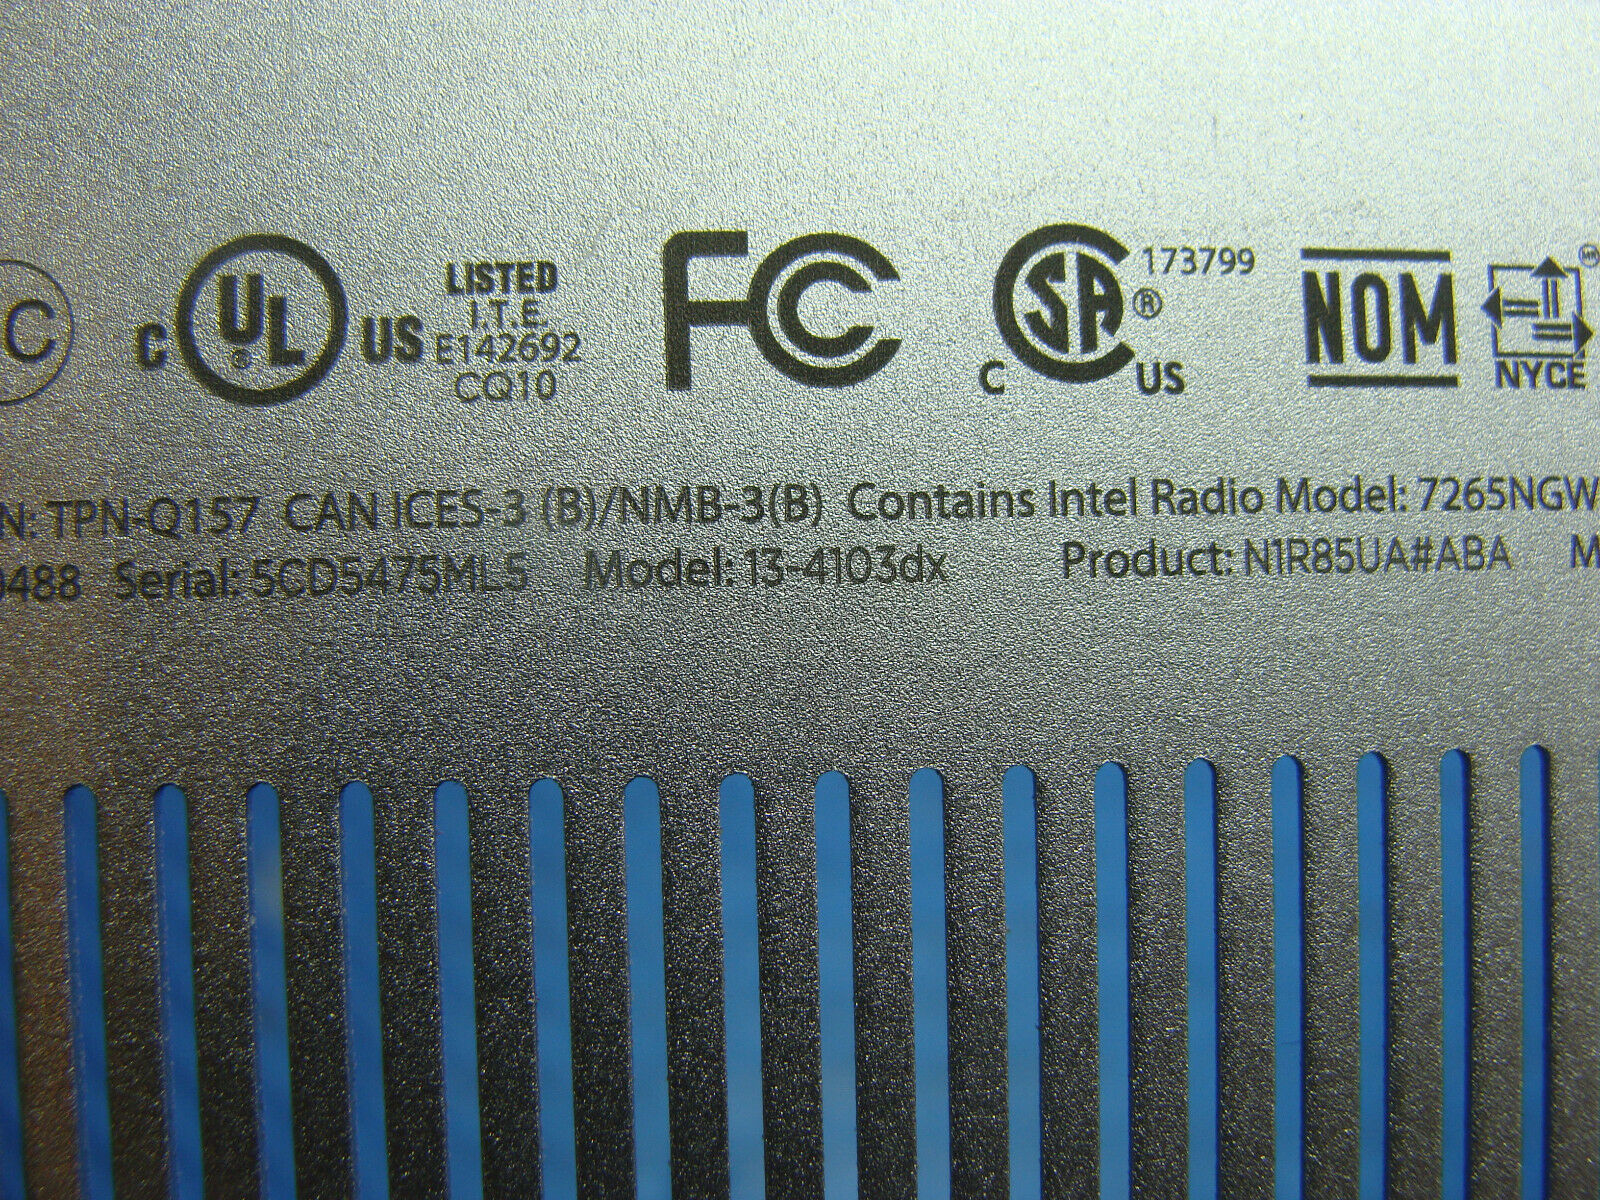 C
C UL ® US
LISTED
I.T.E.
E142692
CQ10
FC
C SA ® US
173799
NOM
NYCE
N: TPN-Q157 CAN ICES-3 (B)/NMB-3(B) Contains Intel Radio Model: 7265NGW
0488 Serial: 5CD5475ML5 Model: 13-4103dx Product: N1R85UA#ABA M